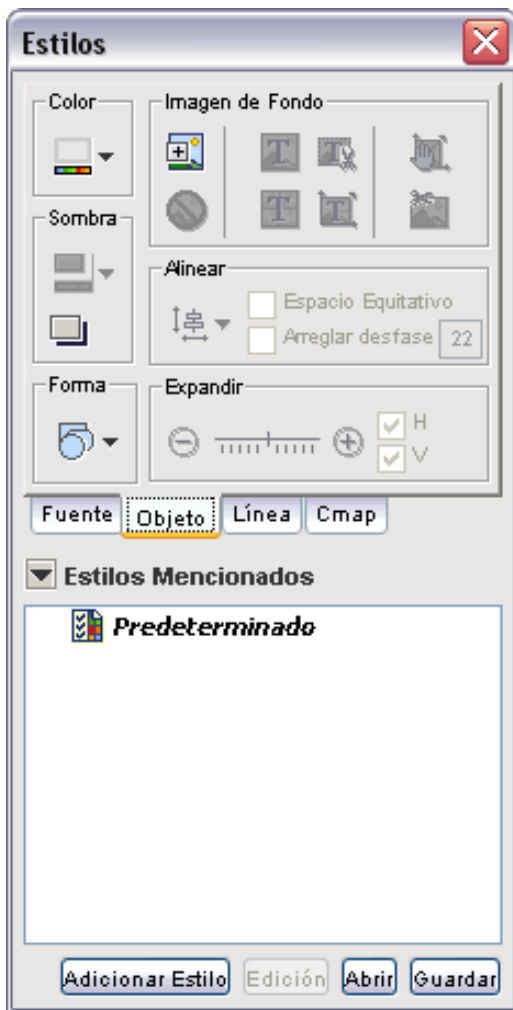 Estilos
Color
Imagen de Fondo
Sombra
Alinear
Espacio Equitativo
Arreglar desfase 22
Forma
Expandir
H
V
Fuente Objeto Línea Cmap
Estilos Mencionados
Predeterminado
Adicionar Estilo Edición Abrir Guardar